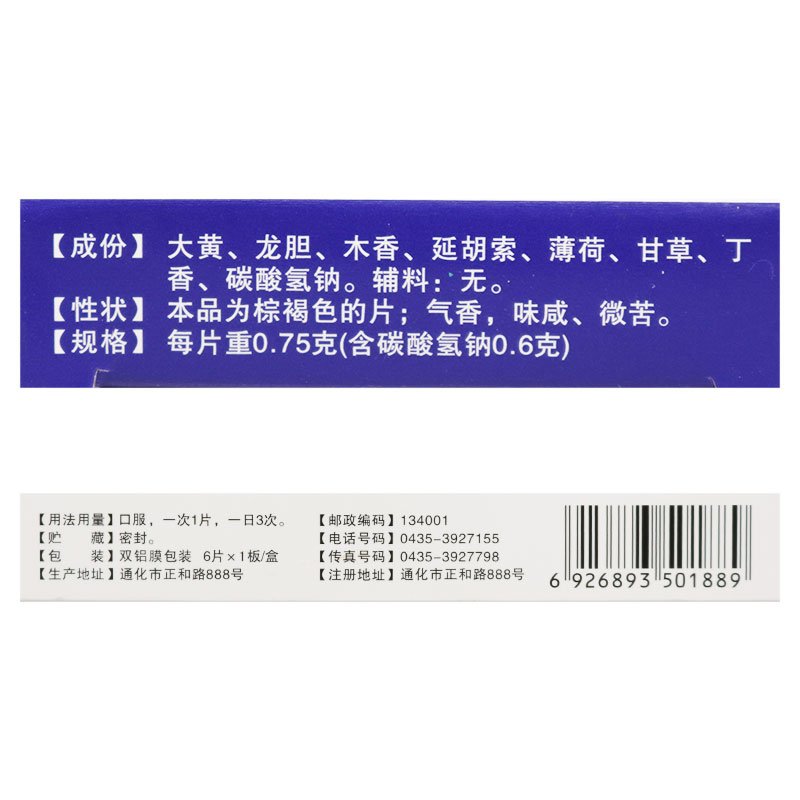 【成份】 大黄、龙胆、木香、延胡索、薄荷、甘草、丁
香、碳酸氢钠。辅料：无。
【性状】 本品为棕褐色的片；气香，味咸、微苦。
【规格】 每片重0.75克(含碳酸氢钠0.6克)
【用法用量】口服，一次1片，一日3次。
【贮　　藏】密封。
【包　　装】双铝膜包装 6片×1板/盒
【生产地址】通化市正和路888号
【邮政编码】134001
【电话号码】0435-3927155
【传真号码】0435-3927798
【注册地址】通化市正和路888号
6 926893 501889